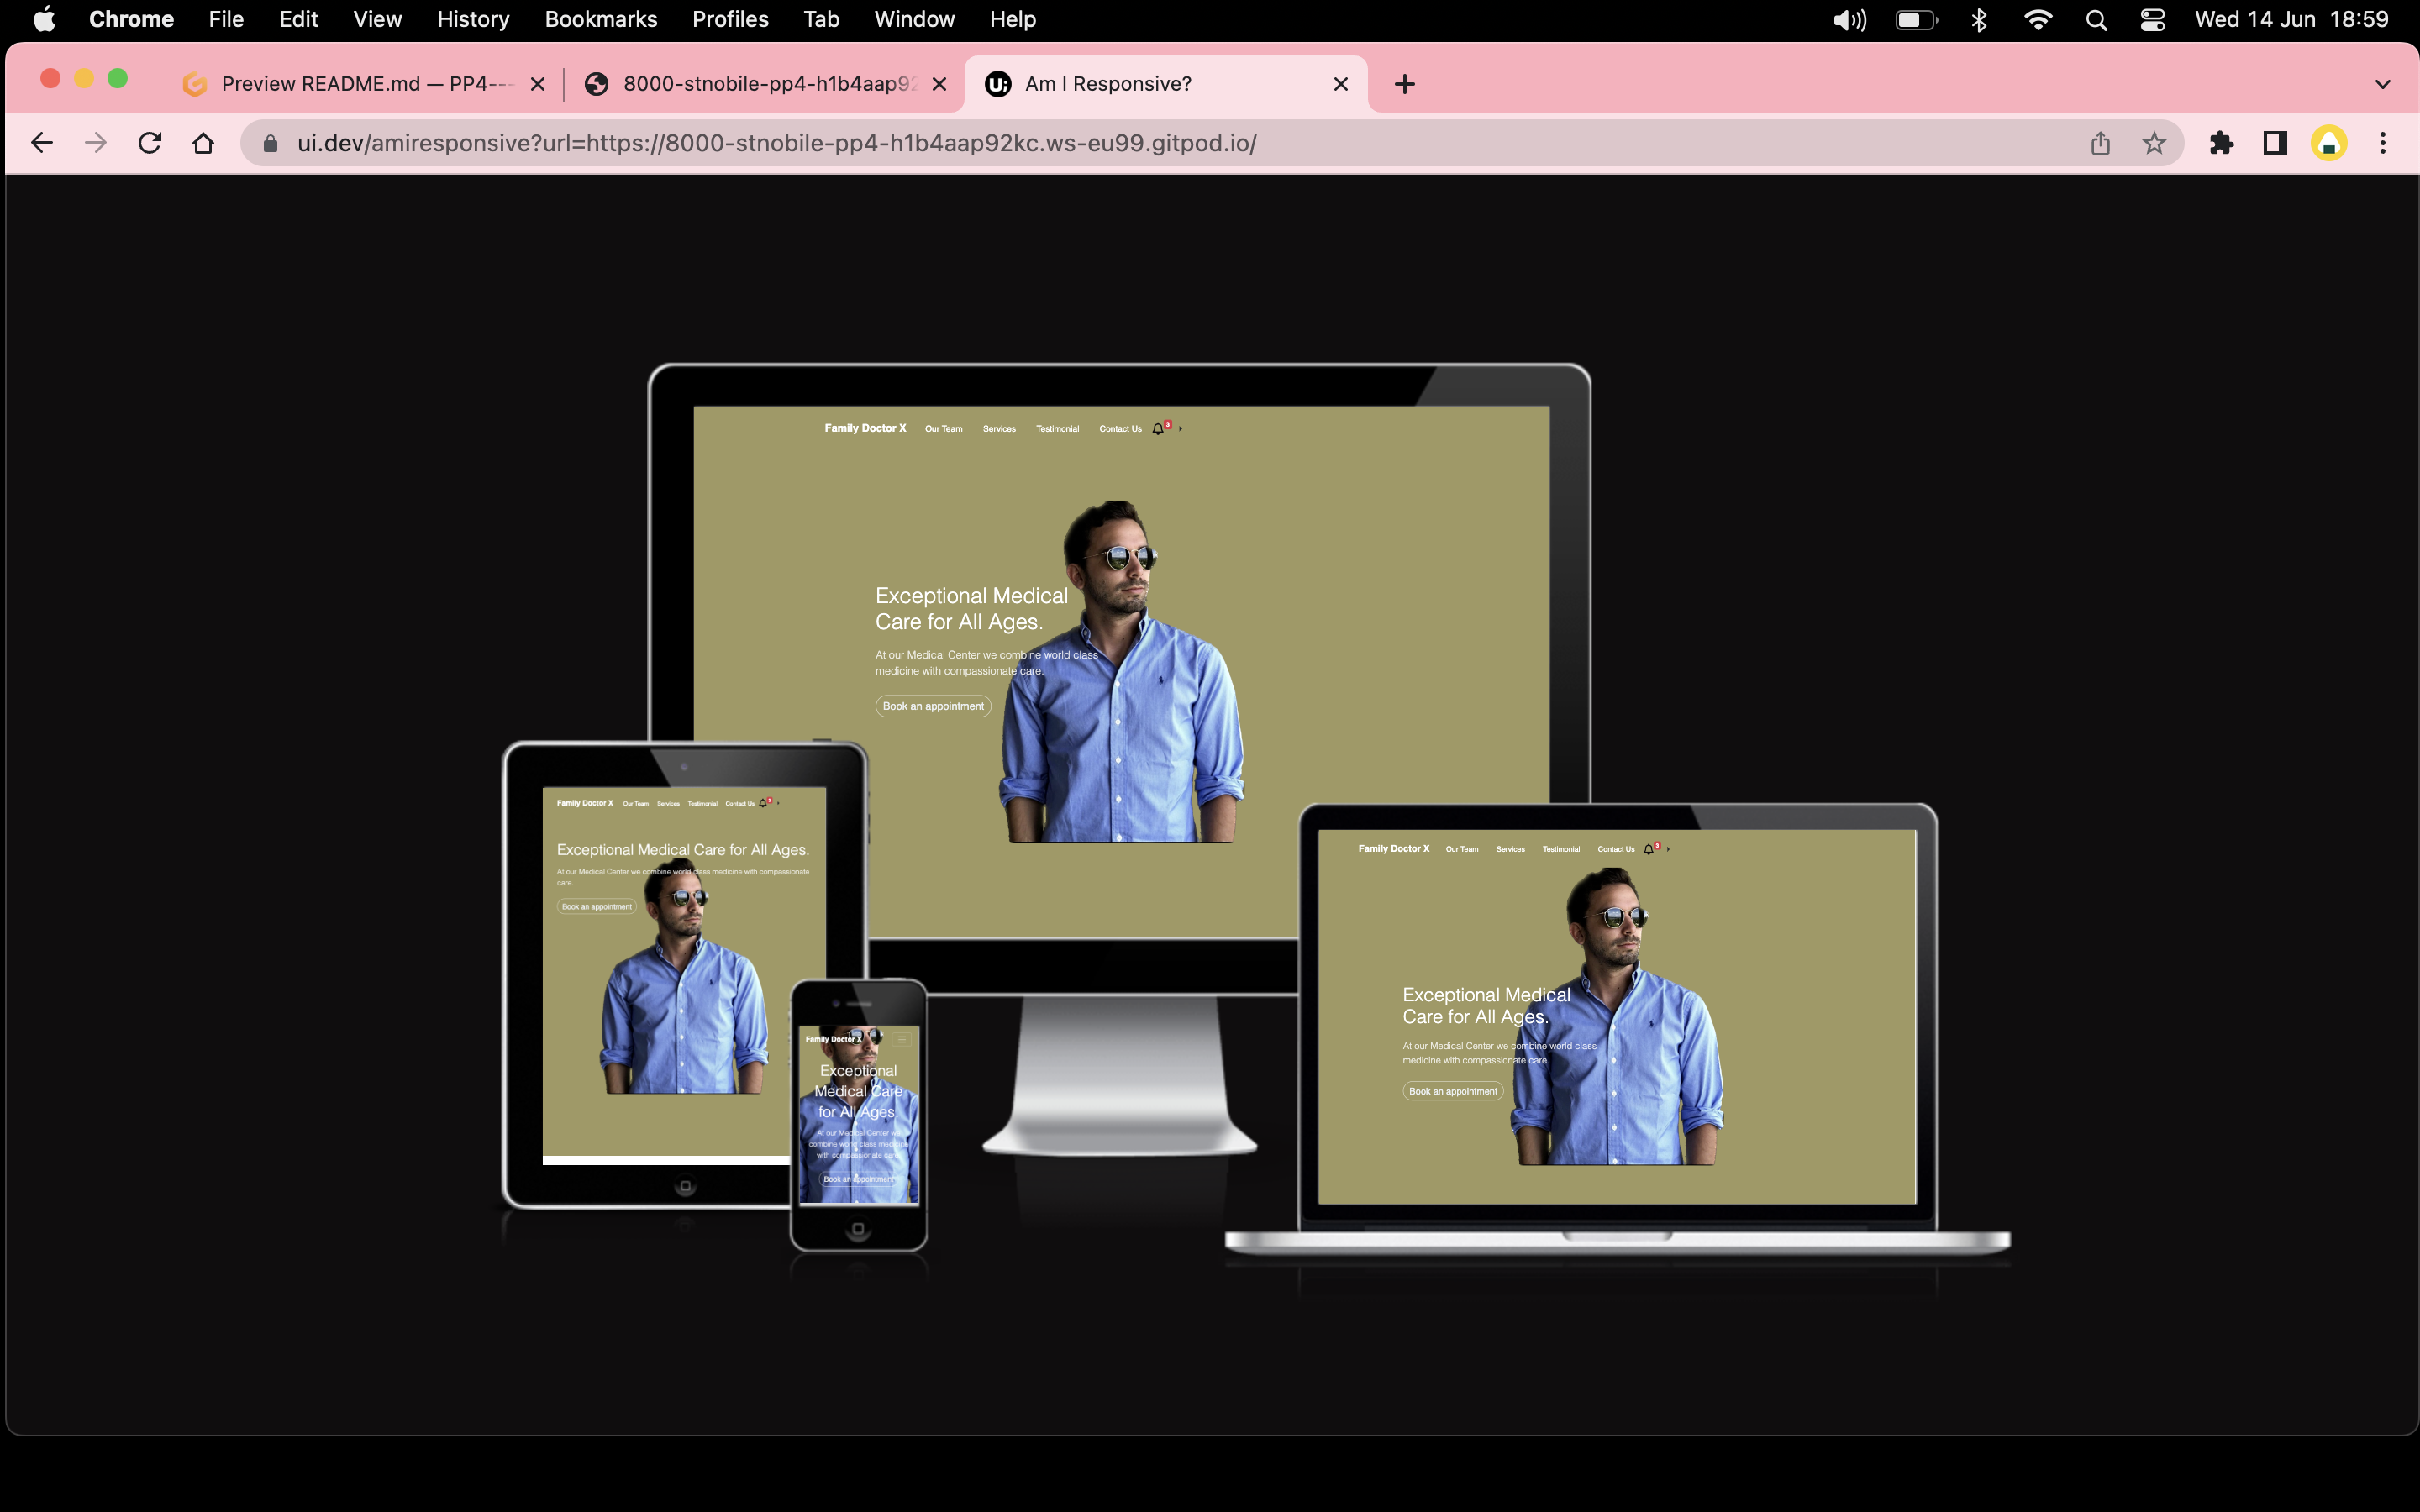 Chrome File Edit View History Bookmarks Profiles Tab Window Help Wed 14 Jun 18:59
Preview README.md — PP4--- 8000-stnobile-pp4-h1b4aap92 Am I Responsive?
ui.dev/amiresponsive?url=https://8000-stnobile-pp4-h1b4aap92kc.ws-eu99.gitpod.io/
Family Doctor X Our Team Services Testimonial Contact Us 3
Exceptional Medical
Care for All Ages.
At our Medical Center we combine world class
medicine with compassionate care.
Book an appointment
Family Doctor X Our Team Services Testimonial Contact Us 3
Exceptional Medical Care for All Ages.
At our Medical Center we combine world class medicine with compassionate
care.
Book an appointment
Family Doctor X
Exceptional
Medical Care
for All Ages.
At our Medical Center we
combine world class medicine
with compassionate care.
Book an appointment
Family Doctor X Our Team Services Testimonial Contact Us 3
Exceptional Medical
Care for All Ages.
At our Medical Center we combine world class
medicine with compassionate care.
Book an appointment